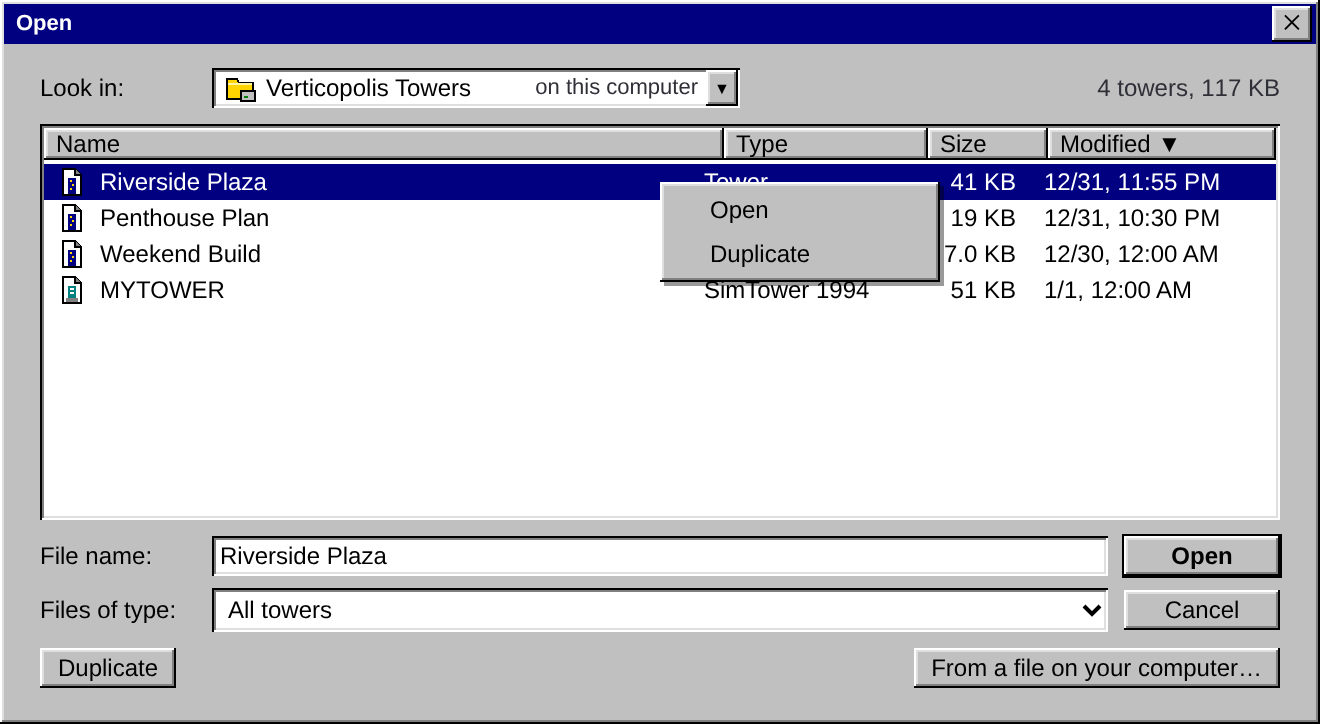 Open
Look in: Verticopolis Towers on this computer ▼ 4 towers, 117 KB
Name Type Size Modified ▼
Riverside Plaza Tower 41 KB 12/31, 11:55 PM
Open
Penthouse Plan 19 KB 12/31, 10:30 PM
Weekend Build 7.0 KB 12/30, 12:00 AM
Duplicate
MYTOWER SimTower 1994 51 KB 1/1, 12:00 AM
File name: Riverside Plaza Open
Files of type: All towers Cancel
Duplicate From a file on your computer…